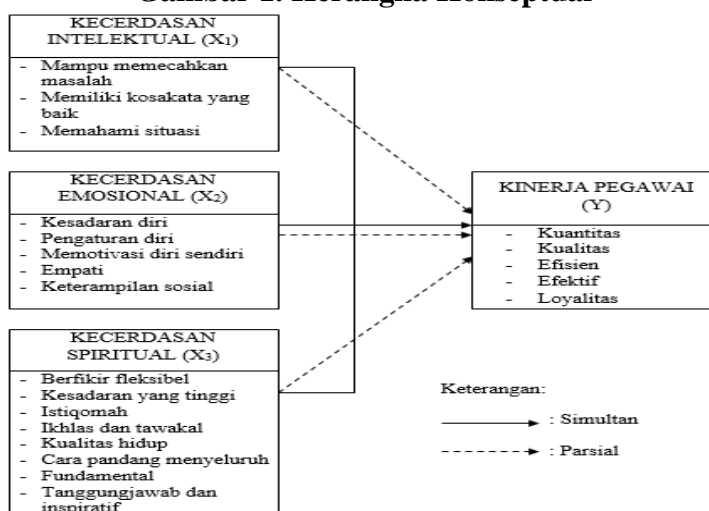 Gambar 1. Kerangka Konseptual
KECERDASAN
INTELEKTUAL (X₁)
- Mampu memecahkan
masalah
- Memiliki kosakata yang
baik
- Memahami situasi
KECERDASAN
EMOSIONAL (X₂)
- Kesadaran diri
- Pengaturan diri
- Memotivasi diri sendiri
- Empati
- Keterampilan sosial
KECERDASAN
SPIRITUAL (X₃)
- Berfikir fleksibel
- Kesadaran yang tinggi
- Istiqomah
- Ikhlas dan tawakal
- Kualitas hidup
- Cara pandang menyeluruh
- Fundamental
- Tanggungjawab dan
inspiratif
KINERJA PEGAWAI
(Y)
- Kuantitas
- Kualitas
- Efisien
- Efektif
- Loyalitas
Keterangan:
: Simultan
: Parsial